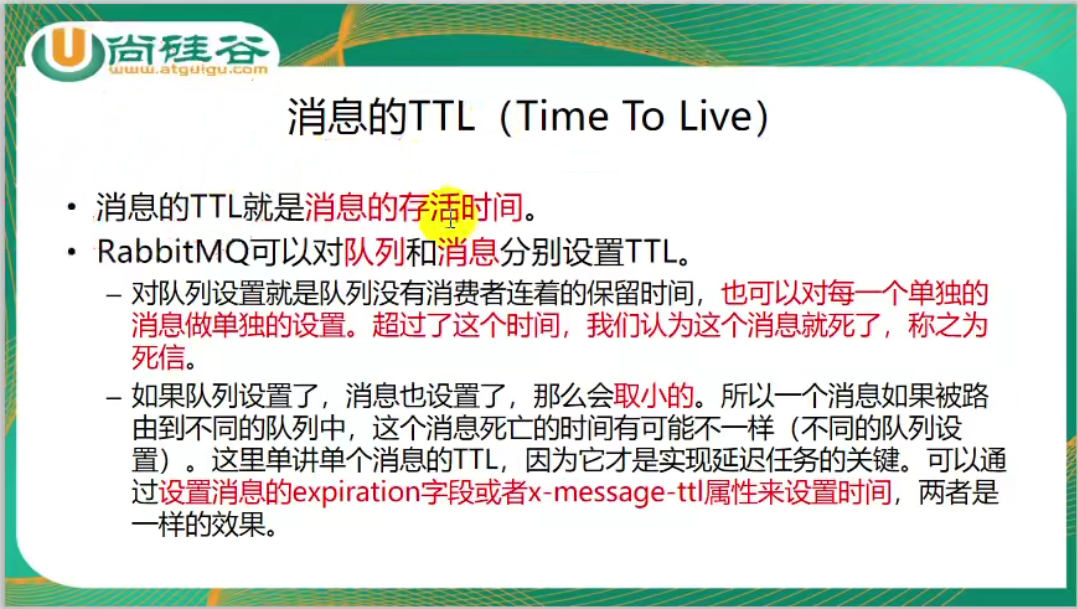 尚硅谷
www.atguigu.com
消息的TTL（Time To Live）
• 消息的TTL就是消息的存活时间。
• RabbitMQ可以对队列和消息分别设置TTL。
– 对队列设置就是队列没有消费者连着的保留时间，也可以对每一个单独的
消息做单独的设置。超过了这个时间，我们认为这个消息就死了，称之为
死信。
– 如果队列设置了，消息也设置了，那么会取小的。所以一个消息如果被路
由到不同的队列中，这个消息死亡的时间有可能不一样（不同的队列设
置）。这里单讲单个消息的TTL，因为它才是实现延迟任务的关键。可以通
过设置消息的expiration字段或者x-message-ttl属性来设置时间，两者是
一样的效果。